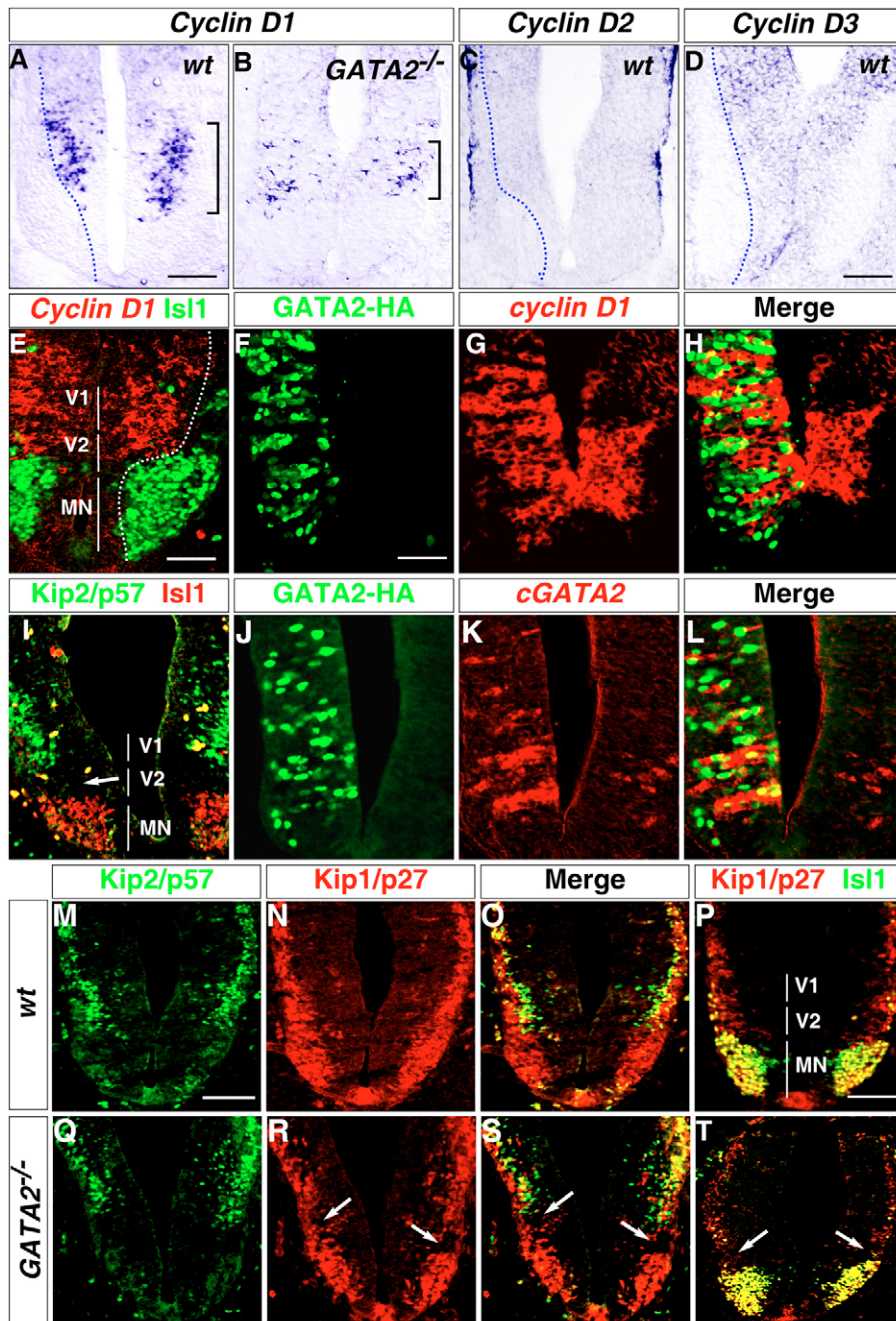 Cyclin D1 Cyclin D2 Cyclin D3
A wt B GATA2-/- C wt D wt
Cyclin D1 Isl1 GATA2-HA cyclin D1 Merge
E F G H
V1
V2
MN
Kip2/p57 Isl1 GATA2-HA cGATA2 Merge
I J K L
V1
V2
MN
Kip2/p57 Kip1/p27 Merge Kip1/p27 Isl1
wt
M N O P
V1
V2
MN
GATA2-/-
Q R S T